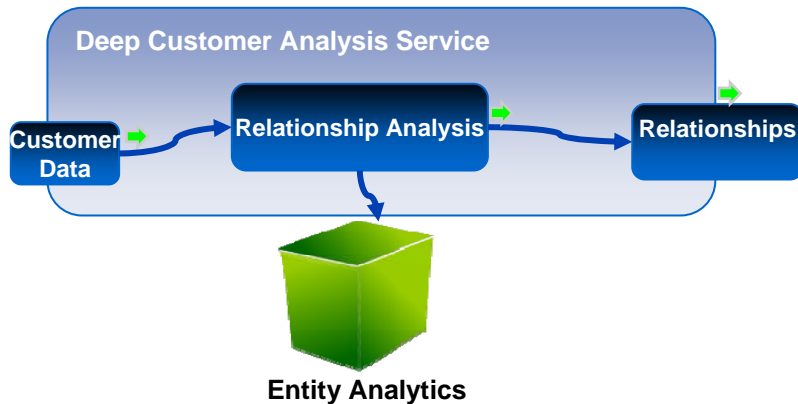 Deep Customer Analysis Service
Customer
Data
Relationship Analysis
Relationships
Entity Analytics